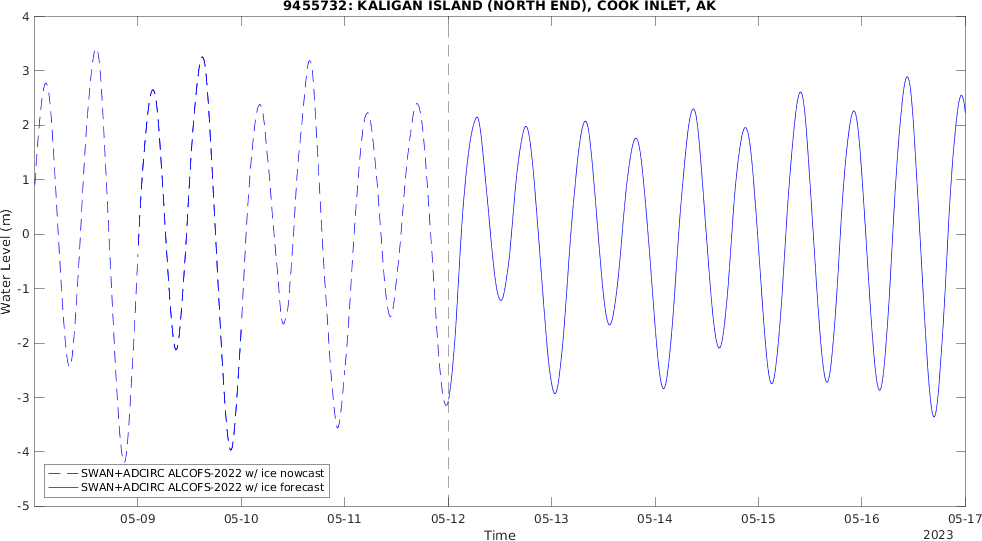 9455732: KALIGAN ISLAND (NORTH END), COOK INLET, AK
4
3
2
1
0
-1
-2
-3
-4
-5
Water Level (m)
SWAN+ADCIRC ALCOFS-2022 w/ ice nowcast
SWAN+ADCIRC ALCOFS-2022 w/ ice forecast
05-09 05-10 05-11 05-12 05-13 05-14 05-15 05-16 05-17
Time
2023